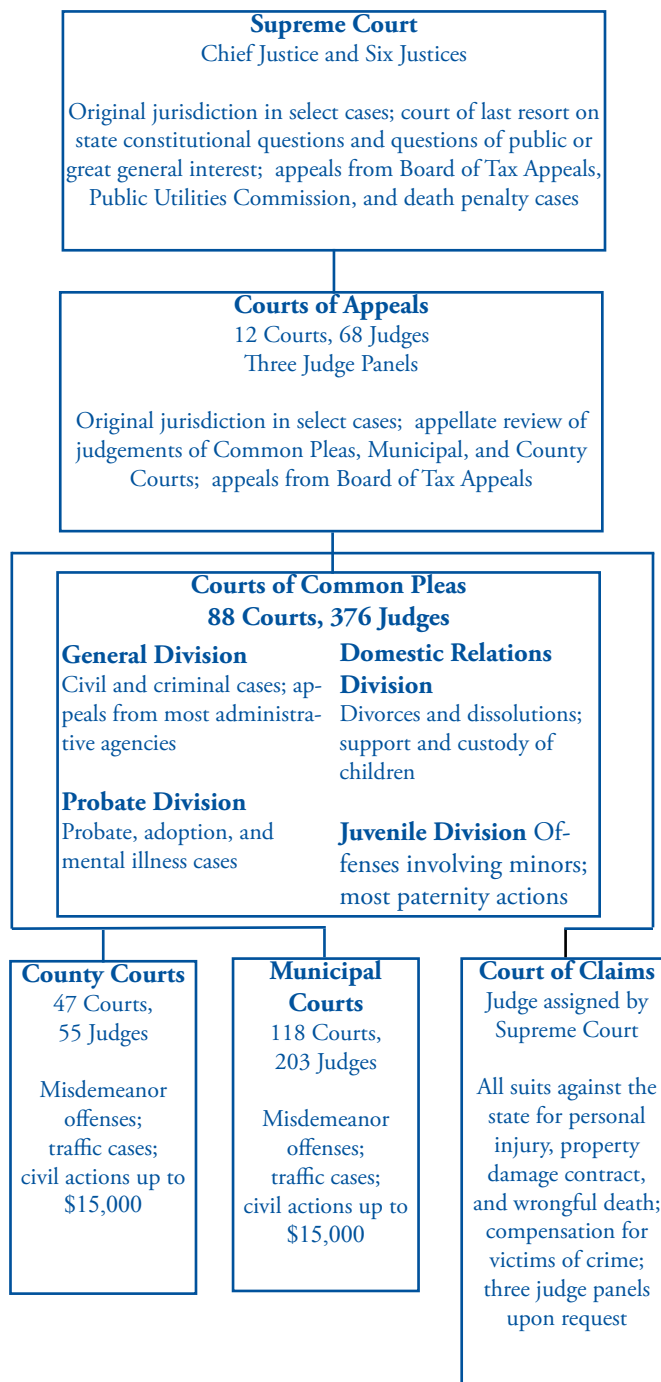 Supreme Court
Chief Justice and Six Justices
Original jurisdiction in select cases; court of last resort on
state constitutional questions and questions of public or
great general interest; appeals from Board of Tax Appeals,
Public Utilities Commission, and death penalty cases
Courts of Appeals
12 Courts, 68 Judges
Three Judge Panels
Original jurisdiction in select cases; appellate review of
judgements of Common Pleas, Municipal, and County
Courts; appeals from Board of Tax Appeals
Courts of Common Pleas
88 Courts, 376 Judges
General Division
Civil and criminal cases; ap-
peals from most administra-
tive agencies
Probate Division
Probate, adoption, and
mental illness cases
Domestic Relations
Division
Divorces and dissolutions;
support and custody of
children
Juvenile Division Of-
fenses involving minors;
most paternity actions
County Courts
47 Courts,
55 Judges
Misdemeanor
offenses;
traffic cases;
civil actions up to
$15,000
Municipal
Courts
118 Courts,
203 Judges
Misdemeanor
offenses;
traffic cases;
civil actions up to
$15,000
Court of Claims
Judge assigned by
Supreme Court
All suits against the
state for personal
injury, property
damage contract,
and wrongful death;
compensation for
victims of crime;
three judge panels
upon request